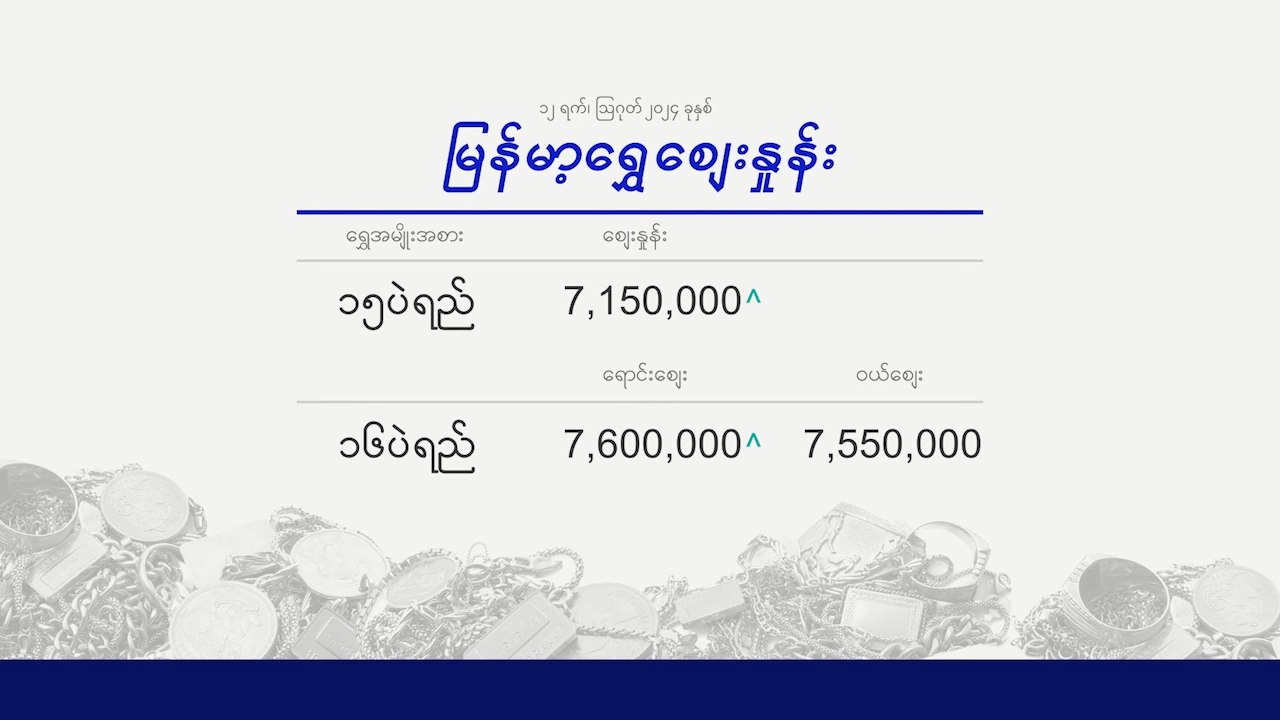 ၁၂ ရက်၊ ဩဂုတ် ၂၀၂၄ ခုနှစ်
မြန်မာ့ရွှေဈေးနှုန်း
ရွှေအမျိုးအစား ဈေးနှုန်း
၁၅ပဲရည် 7,150,000^
ရောင်းဈေး ဝယ်ဈေး
၁၆ပဲရည် 7,600,000^ 7,550,000